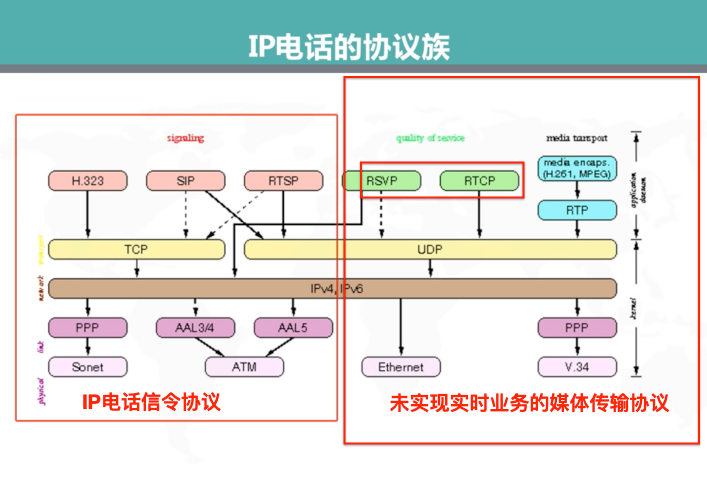 IP电话的协议族
signaling
quality of service
media transport
H.323
SIP
RTSP
RSVP
RTCP
media encaps.
(H.261, MPEG)
RTP
application
daemon
TCP
UDP
network
IPv4, IPv6
kernel
PPP
AAL3/4
AAL5
PPP
link
Sonet
ATM
Ethernet
V.34
physical
IP电话信令协议
未实现实时业务的媒体传输协议